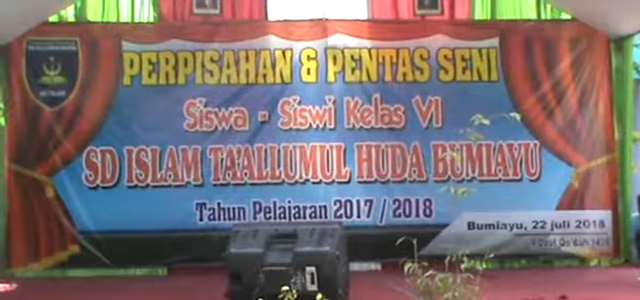 PERPISAHAN & PENTAS SENI
Siswa - Siswi Kelas VI
SD ISLAM TA'ALLUMUL HUDA BUMIAYU
Tahun Pelajaran 2017 / 2018
Bumiayu, 22 juli 2018